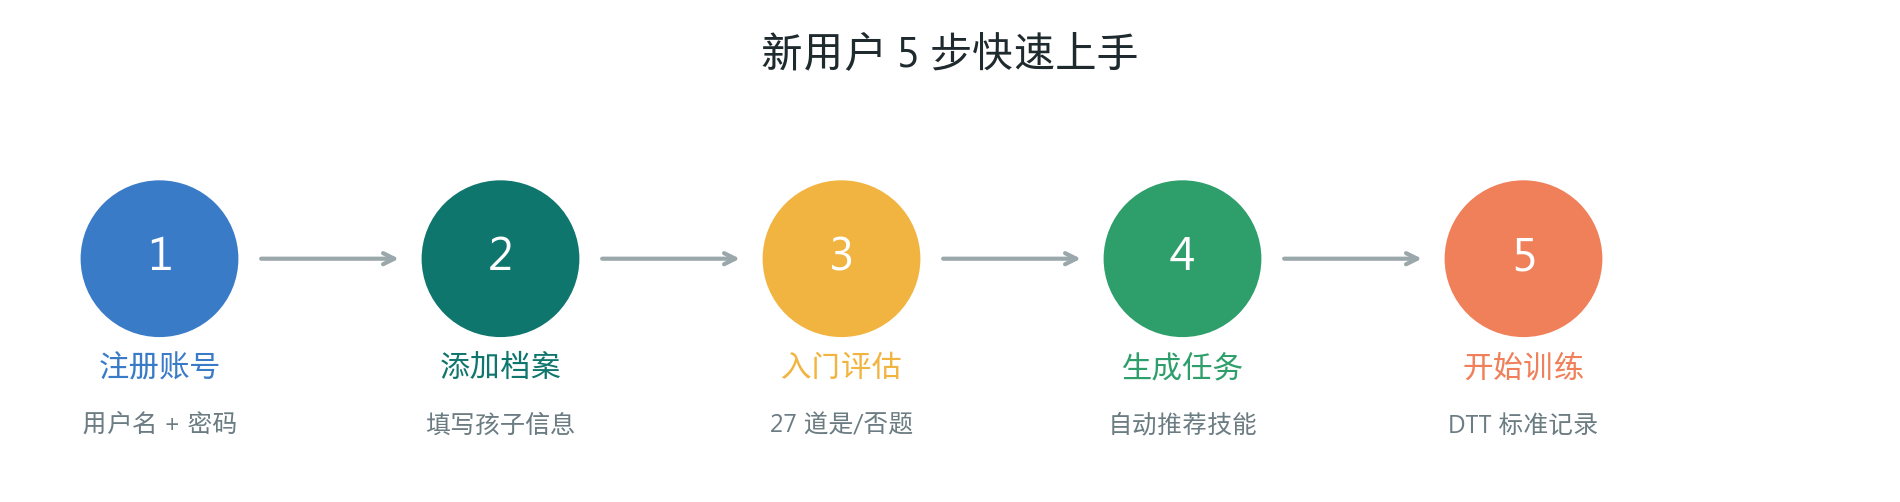 新用户 5 步快速上手
1
2
3
4
5
注册账号
添加档案
入门评估
生成任务
开始训练
用户名 + 密码
填写孩子信息
27 道是/否题
自动推荐技能
DTT 标准记录